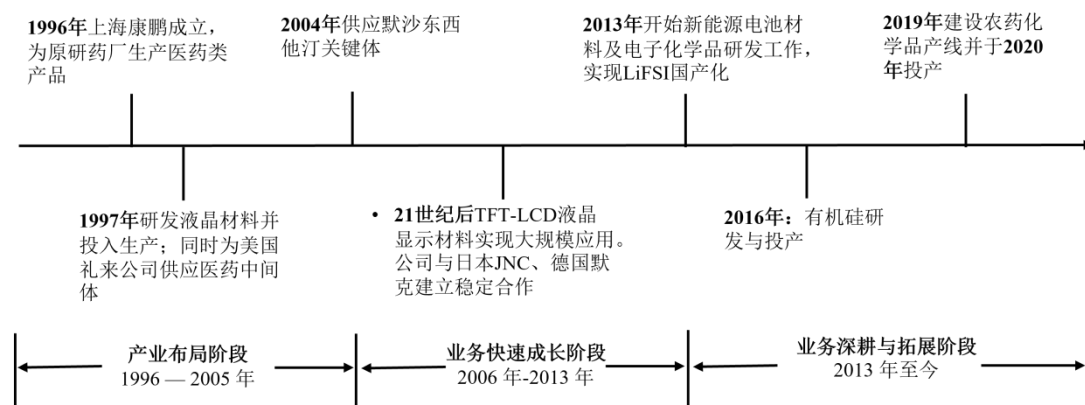 1996年上海康鹏成立，
为原研药厂生产医药类
产品
2004年供应默沙东西
他汀关键体
2013年开始新能源电池材
料及电子化学品研发工作，
实现LiFSI国产化
2019年建设农药化
学品产线并于2020
年投产
1997年研发液晶材料并
投入生产；同时为美国
礼来公司供应医药中间
体
• 21世纪后TFT-LCD液晶
显示材料实现大规模应用。
公司与日本JNC、德国默
克建立稳定合作
2016年：有机硅研
发与投产
产业布局阶段
1996 — 2005 年
业务快速成长阶段
2006 年-2013 年
业务深耕与拓展阶段
2013 年至今